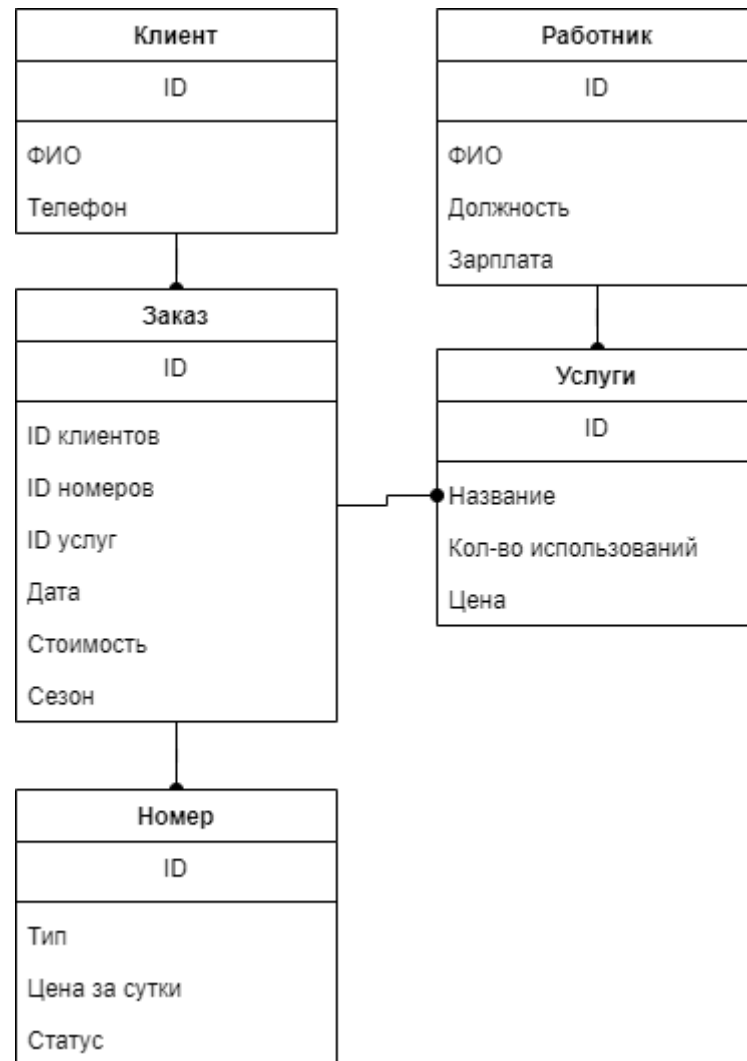 Клиент
ID
ФИО
Телефон
Работник
ID
ФИО
Должность
Зарплата
Заказ
ID
ID клиентов
ID номеров
ID услуг
Дата
Стоимость
Сезон
Услуги
ID
Название
Кол-во использований
Цена
Номер
ID
Тип
Цена за сутки
Статус